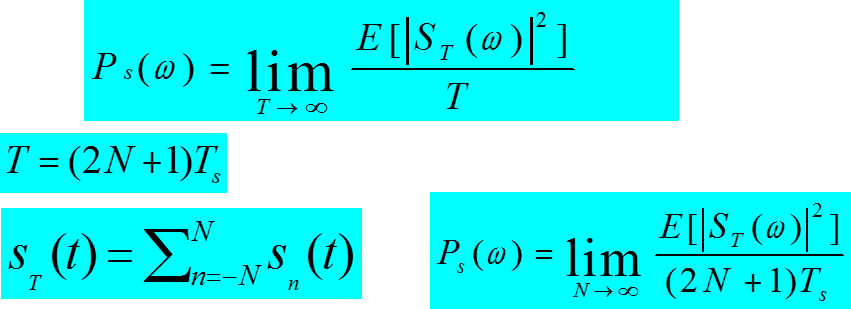 P_s(ω) = lim_{T→∞} E[|S_T(ω)|^2] / T
T = (2N+1)T_s
s_T(t) = ∑_{n=-N}^{N} s_n(t)
P_s(ω) = lim_{N→∞} E[|S_T(ω)|^2] / (2N+1)T_s